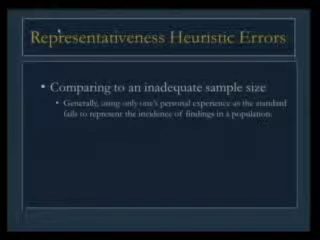 Representativeness Heuristic Errors
• Comparing to an inadequate sample size
• Generally, using only one's personal experience as the standard
fails to represent the incidence of findings in a population.